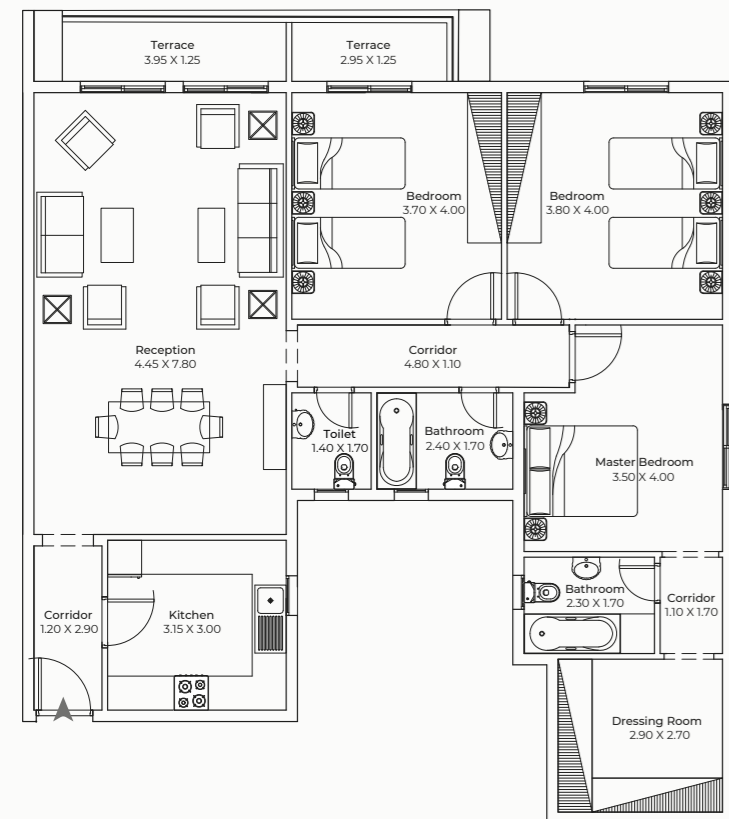 Terrace
3.95 X 1.25
Terrace
2.95 X 1.25
Bedroom
3.70 X 4.00
Bedroom
3.80 X 4.00
Reception
4.45 X 7.80
Corridor
4.80 X 1.10
Toilet
1.40 X 1.70
Bathroom
2.40 X 1.70
Master Bedroom
3.50 X 4.00
Corridor
1.20 X 2.90
Kitchen
3.15 X 3.00
Bathroom
2.30 X 1.70
Corridor
1.10 X 1.70
Dressing Room
2.90 X 2.70